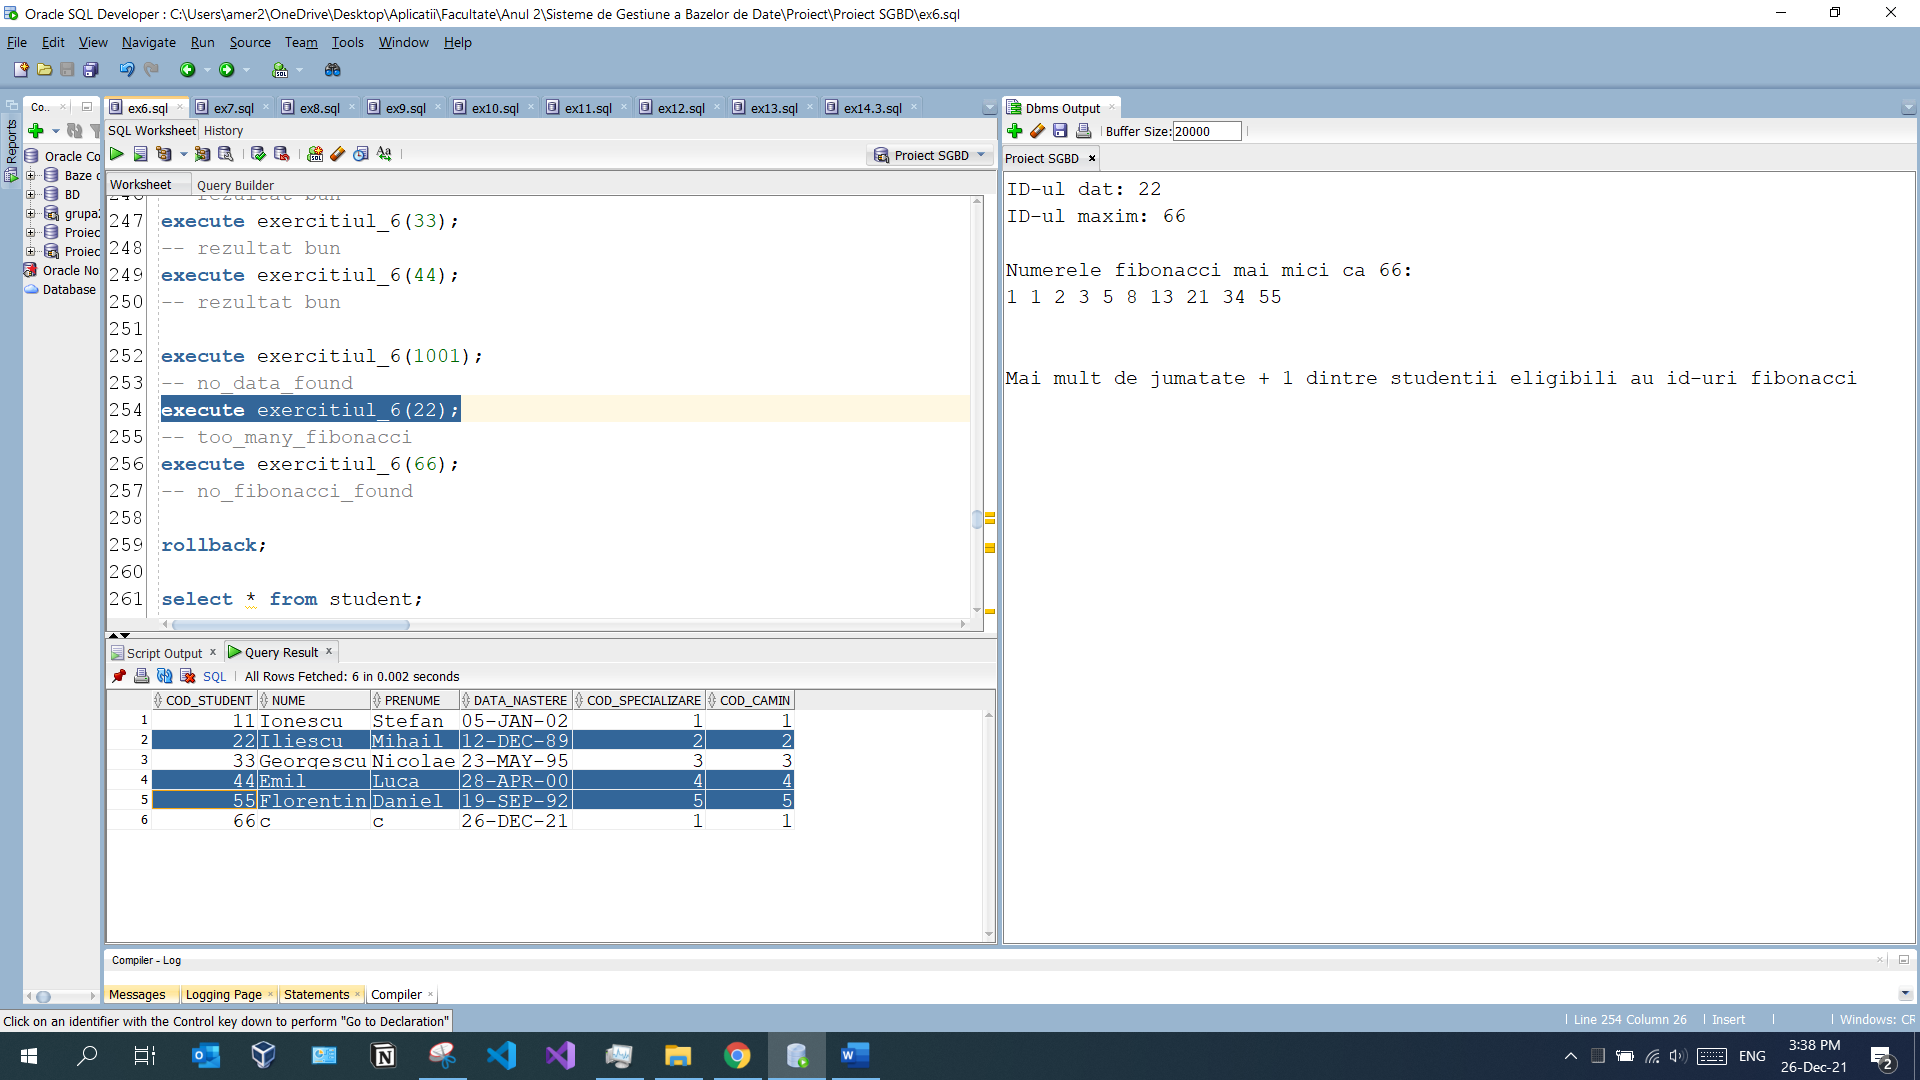 Oracle SQL Developer : C:\Users\amer2\OneDrive\Desktop\Aplicatii\Facultate\Anul 2\Sisteme de Gestiune a Bazelor de Date\Proiect\Proiect SGBD\ex6.sql
File Edit View Navigate Run Source Team Tools Window Help
Co..
Reports
Oracle Co
Baze
BD
grupa2
Proiec
Proiec
Oracle No
Database
ex6.sql ex7.sql ex8.sql ex9.sql ex10.sql ex11.sql ex12.sql ex13.sql ex14.3.sql
SQL Worksheet History
Proiect SGBD
Worksheet Query Builder
246 -- rezultat bun
247 execute exercitiul_6(33);
248 -- rezultat bun
249 execute exercitiul_6(44);
250 -- rezultat bun
251
252 execute exercitiul_6(1001);
253 -- no_data_found
254 execute exercitiul_6(22);
255 -- too_many_fibonacci
256 execute exercitiul_6(66);
257 -- no_fibonacci_found
258
259 rollback;
260
261 select * from student;
Script Output Query Result
SQL All Rows Fetched: 6 in 0.002 seconds
COD_STUDENT NUME PRENUME DATA_NASTERE COD_SPECIALIZARE COD_CAMIN
1 11 Ionescu Stefan 05-JAN-02 1 1
2 22 Iliescu Mihail 12-DEC-89 2 2
3 33 Georgescu Nicolae 23-MAY-95 3 3
4 44 Emil Luca 28-APR-00 4 4
5 55 Florentin Daniel 19-SEP-92 5 5
6 66 c c 26-DEC-21 1 1
Dbms Output
Buffer Size: 20000
Proiect SGBD
ID-ul dat: 22
ID-ul maxim: 66
Numerele fibonacci mai mici ca 66:
1 1 2 3 5 8 13 21 34 55
Mai mult de jumatate + 1 dintre studentii eligibili au id-uri fibonacci
Compiler - Log
Messages Logging Page Statements Compiler
Click on an identifier with the Control key down to perform "Go to Declaration"
Line 254 Column 26 Insert Windows: CR
ENG
3:38 PM
26-Dec-21
2